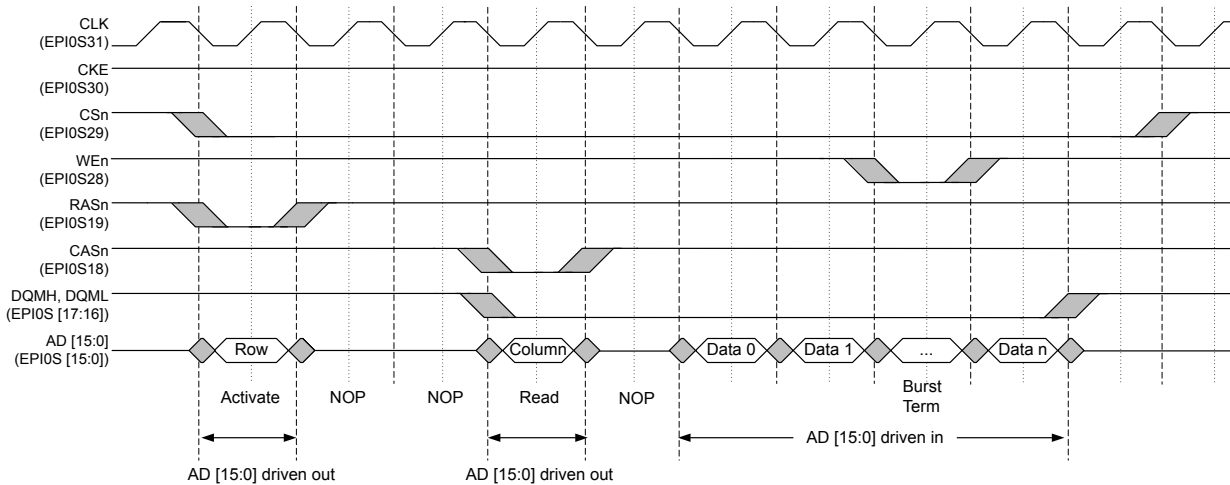 CLK
(EPI0S31)
CKE
(EPI0S30)
CSn
(EPI0S29)
WEn
(EPI0S28)
RASn
(EPI0S19)
CASn
(EPI0S18)
DQMH, DQML
(EPI0S [17:16])
AD [15:0]
(EPI0S [15:0])
Row
Column
Data 0
Data 1
...
Data n
Activate
NOP
NOP
Read
NOP
Burst
Term
AD [15:0] driven in
AD [15:0] driven out
AD [15:0] driven out